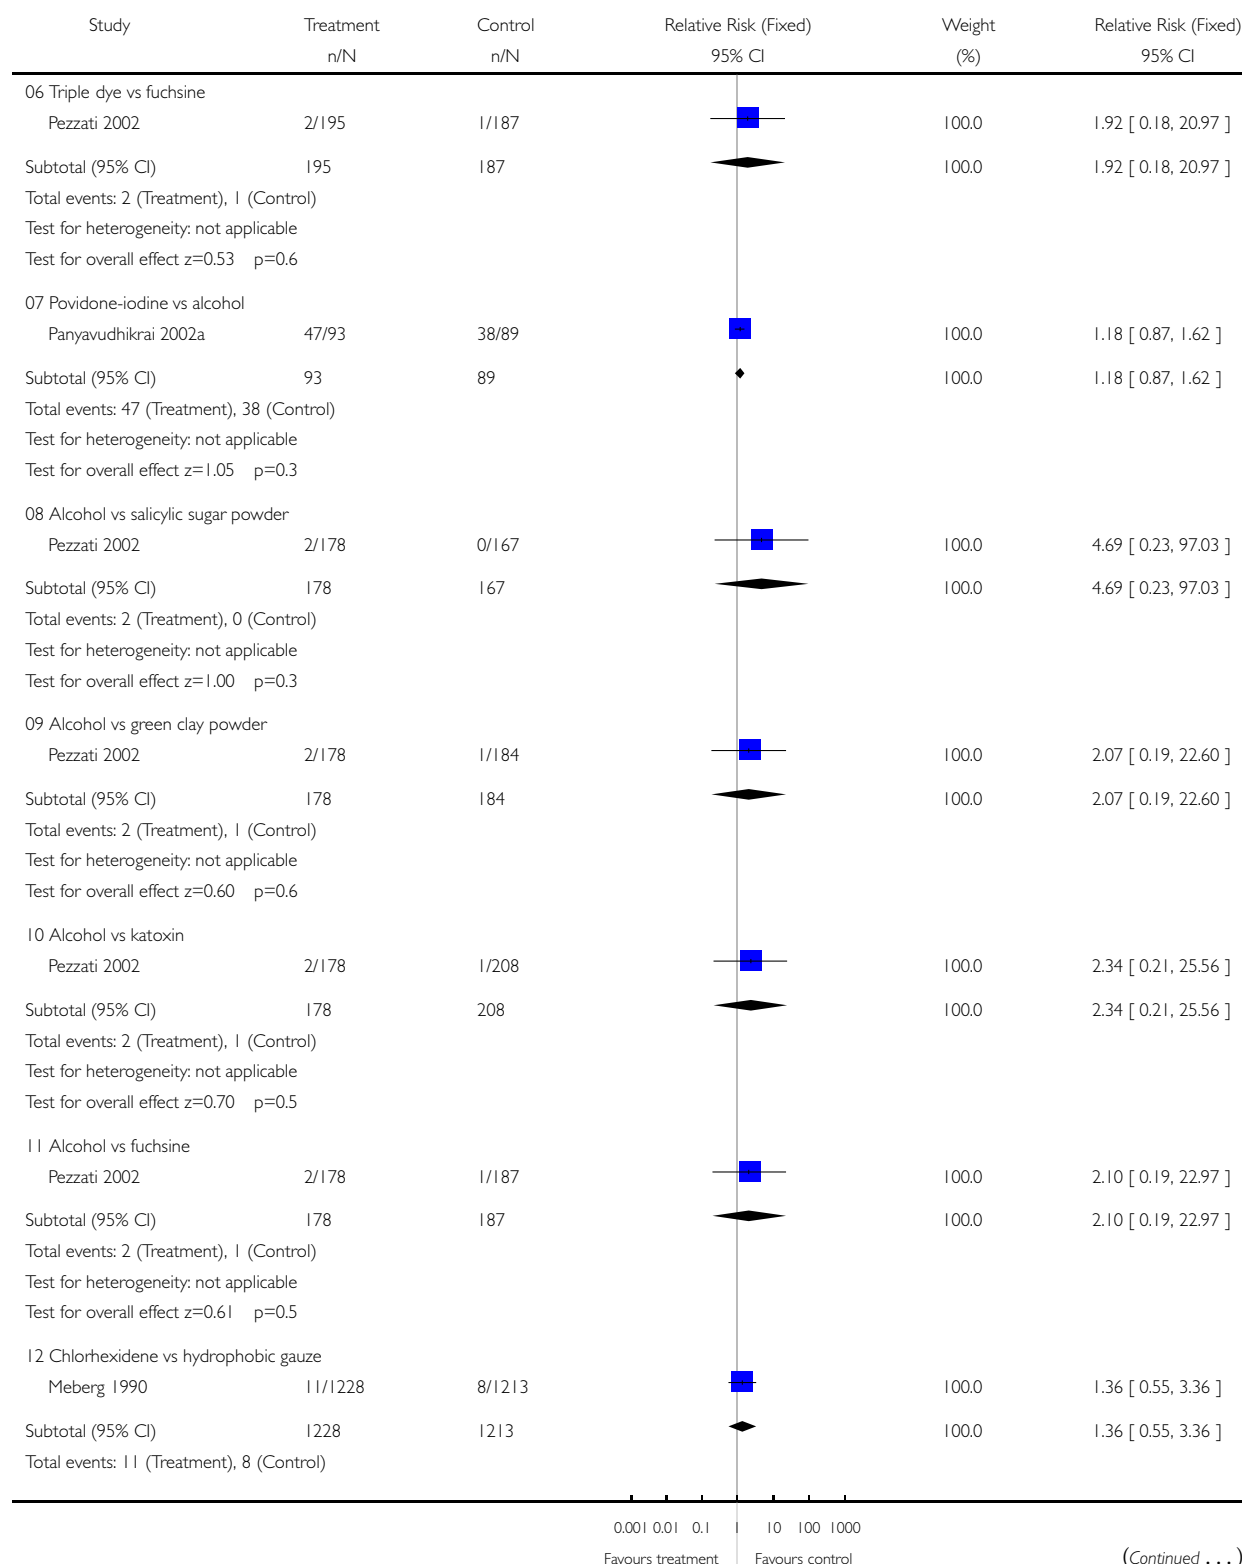 Study Treatment Control Relative Risk (Fixed) Weight Relative Risk (Fixed)
n/N n/N 95% CI (%) 95% CI
06 Triple dye vs fuchsine
Pezzati 2002 2/195 1/187 100.0 1.92 [ 0.18, 20.97 ]
Subtotal (95% CI) 195 187 100.0 1.92 [ 0.18, 20.97 ]
Total events: 2 (Treatment), 1 (Control)
Test for heterogeneity: not applicable
Test for overall effect z=0.53 p=0.6
07 Povidone-iodine vs alcohol
Panyavudhikrai 2002a 47/93 38/89 100.0 1.18 [ 0.87, 1.62 ]
Subtotal (95% CI) 93 89 100.0 1.18 [ 0.87, 1.62 ]
Total events: 47 (Treatment), 38 (Control)
Test for heterogeneity: not applicable
Test for overall effect z=1.05 p=0.3
08 Alcohol vs salicylic sugar powder
Pezzati 2002 2/178 0/167 100.0 4.69 [ 0.23, 97.03 ]
Subtotal (95% CI) 178 167 100.0 4.69 [ 0.23, 97.03 ]
Total events: 2 (Treatment), 0 (Control)
Test for heterogeneity: not applicable
Test for overall effect z=1.00 p=0.3
09 Alcohol vs green clay powder
Pezzati 2002 2/178 1/184 100.0 2.07 [ 0.19, 22.60 ]
Subtotal (95% CI) 178 184 100.0 2.07 [ 0.19, 22.60 ]
Total events: 2 (Treatment), 1 (Control)
Test for heterogeneity: not applicable
Test for overall effect z=0.60 p=0.6
10 Alcohol vs katoxin
Pezzati 2002 2/178 1/208 100.0 2.34 [ 0.21, 25.56 ]
Subtotal (95% CI) 178 208 100.0 2.34 [ 0.21, 25.56 ]
Total events: 2 (Treatment), 1 (Control)
Test for heterogeneity: not applicable
Test for overall effect z=0.70 p=0.5
11 Alcohol vs fuchsine
Pezzati 2002 2/178 1/187 100.0 2.10 [ 0.19, 22.97 ]
Subtotal (95% CI) 178 187 100.0 2.10 [ 0.19, 22.97 ]
Total events: 2 (Treatment), 1 (Control)
Test for heterogeneity: not applicable
Test for overall effect z=0.61 p=0.5
12 Chlorhexidene vs hydrophobic gauze
Meberg 1990 11/1228 8/1213 100.0 1.36 [ 0.55, 3.36 ]
Subtotal (95% CI) 1228 1213 100.0 1.36 [ 0.55, 3.36 ]
Total events: 11 (Treatment), 8 (Control)
0.001 0.01 0.1 1 10 100 1000
Favours treatment Favours control (Continued . . . )